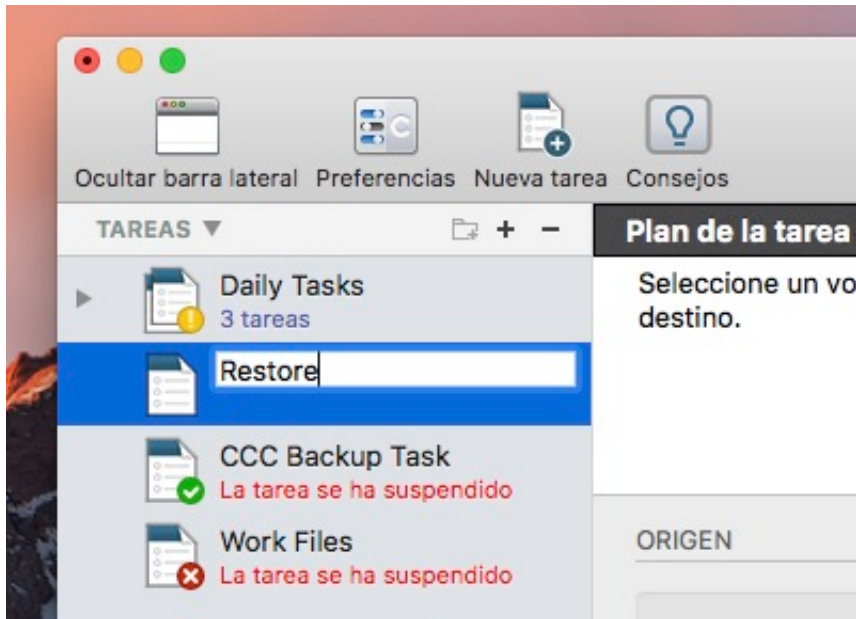 Ocultar barra lateral Preferencias Nueva tarea Consejos
TAREAS ▼ + −
Daily Tasks
3 tareas
Restore
CCC Backup Task
La tarea se ha suspendido
Work Files
La tarea se ha suspendido
Plan de la tarea
Seleccione un vo
destino.
ORIGEN